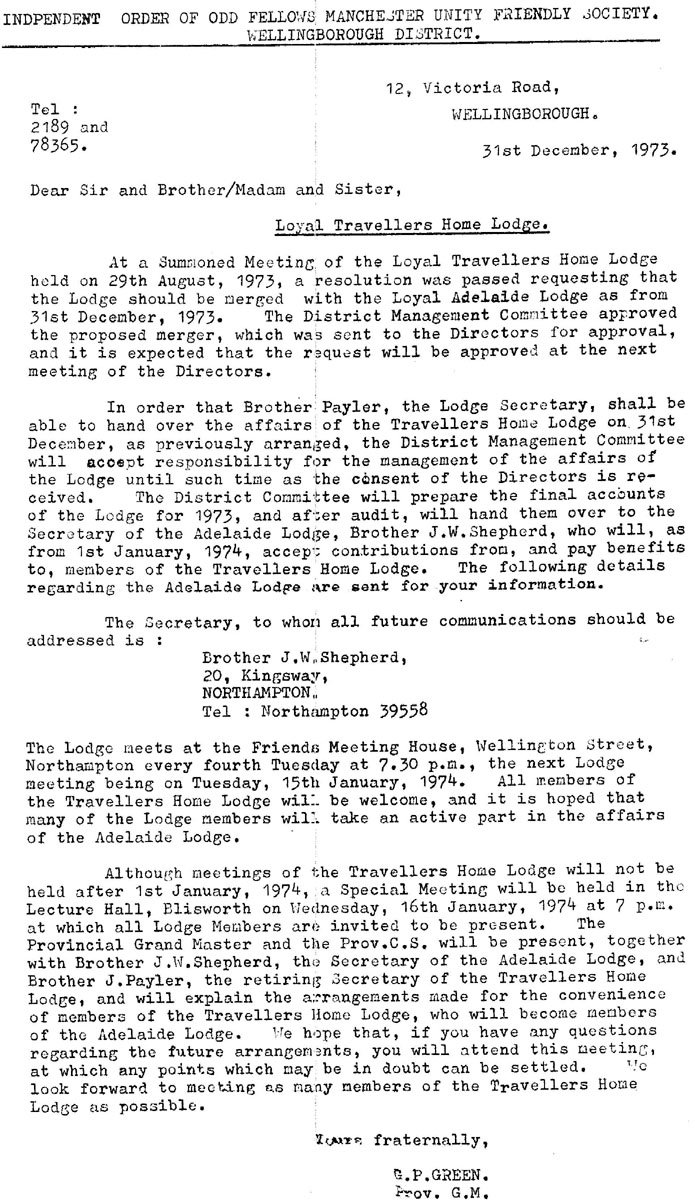 INDPENDENT ORDER OF ODD FELLOWS MANCHESTER UNITY FRIENDLY SOCIETY.
WELLINGBOROUGH DISTRICT.
12, Victoria Road,
WELLINGBOROUGH.
Tel :
2189 and
78365.
31st December, 1973.
Dear Sir and Brother/Madam and Sister,
Loyal Travellers Home Lodge.
At a Summoned Meeting of the Loyal Travellers Home Lodge
held on 29th August, 1973, a resolution was passed requesting that
the Lodge should be merged with the Loyal Adelaide Lodge as from
31st December, 1973. The District Management Committee approved
the proposed merger, which was sent to the Directors for approval,
and it is expected that the request will be approved at the next
meeting of the Directors.
In order that Brother Payler, the Lodge Secretary, shall be
able to hand over the affairs of the Travellers Home Lodge on 31st
December, as previously arranged, the District Management Committee
will accept responsibility for the management of the affairs of
the Lodge until such time as the consent of the Directors is re-
ceived. The District Committee will prepare the final accounts
of the Lodge for 1973, and after audit, will hand them over to the
Secretary of the Adelaide Lodge, Brother J.W.Shepherd, who will, as
from 1st January, 1974, accept contributions from, and pay benefits
to, members of the Travellers Home Lodge. The following details
regarding the Adelaide Lodge are sent for your information.
The Secretary, to whom all future communications should be
addressed is :
Brother J.W.Shepherd,
20, Kingsway,
NORTHAMPTON.
Tel : Northampton 39558
The Lodge meets at the Friends Meeting House, Wellington Street,
Northampton every fourth Tuesday at 7.30 p.m., the next Lodge
meeting being on Tuesday, 15th January, 1974. All members of
the Travellers Home Lodge will be welcome, and it is hoped that
many of the Lodge members will take an active part in the affairs
of the Adelaide Lodge.
Although meetings of the Travellers Home Lodge will not be
held after 1st January, 1974, a Special Meeting will be held in the
Lecture Hall, Blisworth on Wednesday, 16th January, 1974 at 7 p.m.
at which all Lodge Members are invited to be present. The
Provincial Grand Master and the Prov.C.S. will be present, together
with Brother J.W.Shepherd, the Secretary of the Adelaide Lodge, and
Brother J.Payler, the retiring Secretary of the Travellers Home
Lodge, and will explain the arrangements made for the convenience
of members of the Travellers Home Lodge, who will become members
of the Adelaide Lodge. We hope that, if you have any questions
regarding the future arrangements, you will attend this meeting,
at which any points which may be in doubt can be settled. We
look forward to meeting as many members of the Travellers Home
Lodge as possible.
Yours fraternally,
G.P.GREEN.
Prov. G.M.